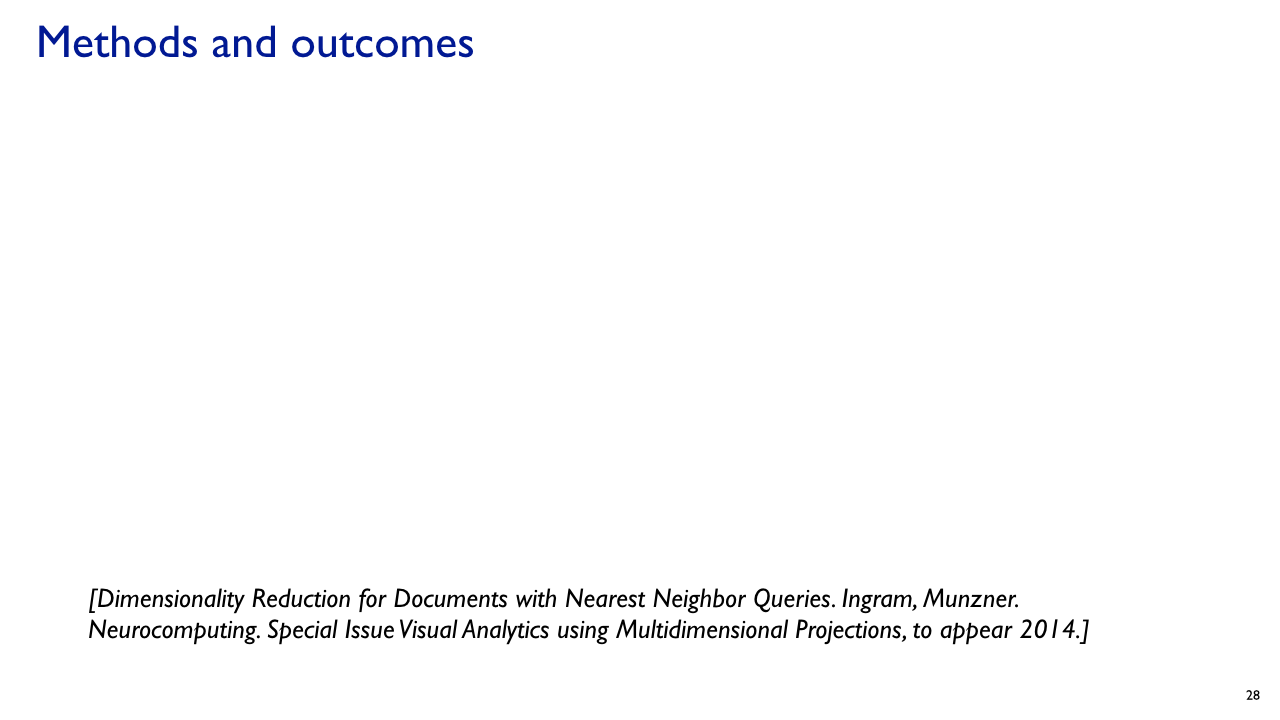 Methods and outcomes
[Dimensionality Reduction for Documents with Nearest Neighbor Queries. Ingram, Munzner.
Neurocomputing. Special Issue Visual Analytics using Multidimensional Projections, to appear 2014.]
28